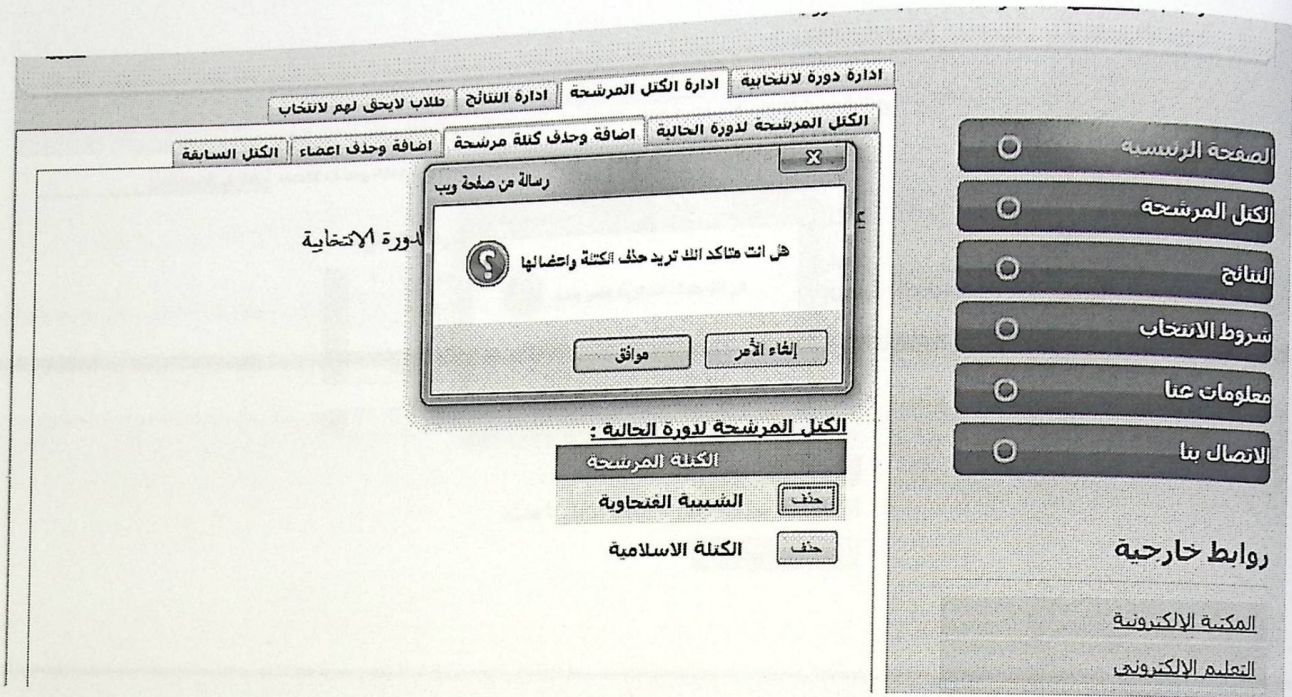 ادارة دورة لانتخابية
ادارة الكتل المرشحة
ادارة النتائج
طلاب لايحق لهم لانتخاب
الكتل المرشحة لدورة الحالية
اضافة وحذف كتلة مرشحة
اضافة وحذف اعضاء
الكتل السابقة
الصفحة الرئيسية
الكتل المرشحة
النتائج
شروط الانتخاب
معلومات عنا
الاتصال بنا
روابط خارجية
المكتبة الإلكترونية
التعليم الإلكتروني
رسالة من صفحة ويب
X
لدورة الانتخابية
هل انت متاكد انك تريد حذف الكتلة واعضائها
?
إلغاء الأمر
موافق
الكتل المرشحة لدورة الحالية :
الكتلة المرشحة
حذف الشبيبة الفتحاوية
حذف الكتلة الاسلامية